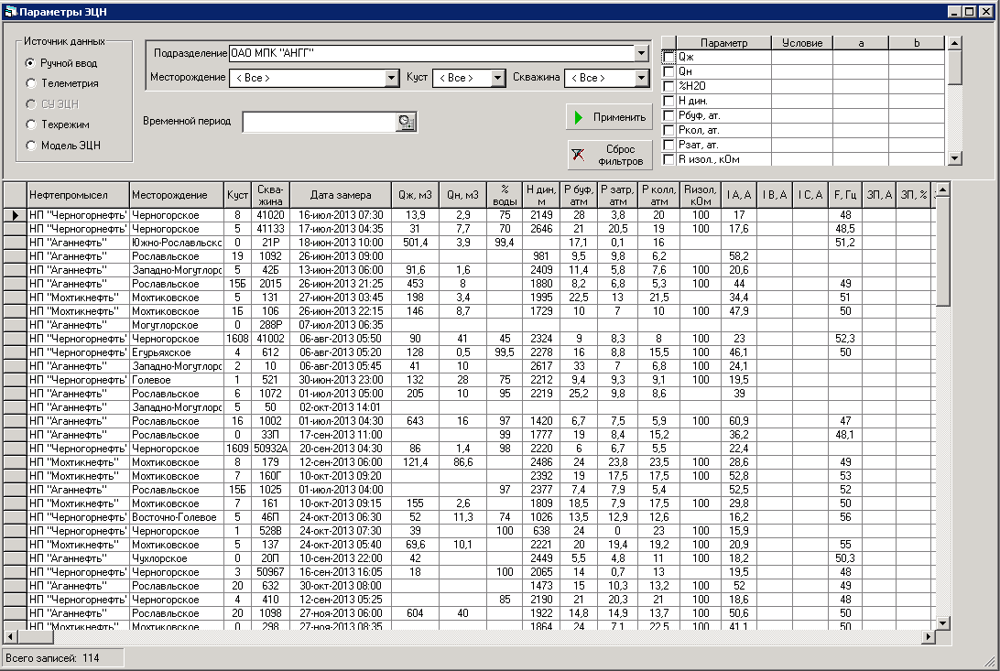 Параметры ЭЦН
Источник данных
Ручной ввод
Телеметрия
СУ ЭЦН
Техрежим
Модель ЭЦН
Подразделение ОАО МПК "АНГГ"
Месторождение < Все > Куст < Все > Скважина < Все >
Временной период
Применить
Сброс фильтров
Параметр Условие a b
Qж
Qн
%H2O
Н дин.
Рбуф, ат.
Ркол, ат.
Рзат, ат.
R изол., кОм
Нефтепромысел Месторождение Куст Сква-жина Дата замера Qж, м3 Qн, м3 % воды Н дин, м Р буф, атм Р затр, атм Р колл, атм Rизол, кОм I A, А I B, А I C, А F, Гц ЗП, А ЗП, %
НП "Черногорнефть" Черногорское 8 41020 16-июл-2013 07:30 13,9 2,9 75 2149 28 3,8 20 100 17 48
НП "Черногорнефть" Черногорское 5 41133 17-июл-2013 04:35 31 7,7 70 2646 21 20,5 19 100 17,6 48,5
НП "Аганнефть" Южно-Рославльско 0 21Р 18-июн-2013 10:00 501,4 3,9 99,4 17,1 0,1 16 51,2
НП "Аганнефть" Рославльское 19 1092 26-июн-2013 09:00 981 9,5 9,8 6,2 58,2
НП "Аганнефть" Западно-Могутлорс 5 42Б 13-июн-2013 06:00 91,6 1,6 2409 11,4 5,8 7,6 100 20,6
НП "Аганнефть" Рославльское 15Б 2015 26-июн-2013 21:25 453 8 1880 8,2 6,8 5,3 100 44 49
НП "Мохтикнефть" Мохтиковское 5 131 27-июн-2013 03:45 198 3,4 1995 22,5 13 21,5 34,4 51
НП "Мохтикнефть" Мохтиковское 1Б 106 26-июн-2013 22:15 146 8,7 1729 10 7 10 100 47,9 50
НП "Аганнефть" Могутлорское 0 288Р 07-июл-2013 06:35
НП "Черногорнефть" Черногорское 1608 41002 06-авг-2013 05:50 90 41 45 2324 9 8,3 8 100 23 52,3
НП "Аганнефть" Егурьяхское 4 612 06-авг-2013 05:20 128 0,5 99,5 2278 16 8,8 15,5 100 46,1 50
НП "Аганнефть" Западно-Могутлорс 2 10 06-авг-2013 05:45 41 10 2617 33 7 6,8 100 24,1
НП "Черногорнефть" Голевое 1 521 30-июн-2013 23:00 132 28 75 2212 9,4 9,3 9,1 100 19,5
НП "Аганнефть" Рославльское 6 1072 01-июл-2013 05:00 205 10 95 2219 25,2 9,8 8,6 39
НП "Аганнефть" Западно-Могутлорс 5 50 02-окт-2013 14:01
НП "Аганнефть" Рославльское 16 1002 01-июл-2013 04:30 643 16 97 1420 6,7 7,5 5,9 100 60,9 47
НП "Аганнефть" Рославльское 0 33П 17-сен-2013 11:00 99 1777 19 8,4 15,2 36,2 48,1
НП "Черногорнефть" Черногорское 1609 50932А 20-сен-2013 04:30 86 1,4 98 2220 6 6,7 5,5 22,4
НП "Мохтикнефть" Мохтиковское 8 179 12-сен-2013 06:00 121,4 86,6 2486 24 23,8 23,5 100 28,6 49
НП "Мохтикнефть" Мохтиковское 7 160Г 10-окт-2013 09:20 2392 19 17,5 17,5 100 52,8 53
НП "Аганнефть" Рославльское 15Б 1025 01-июл-2013 04:00 97 2377 7,4 7,9 5,4 52,5 52
НП "Мохтикнефть" Мохтиковское 7 161 10-окт-2013 09:15 155 2,6 1809 18,5 7,9 17,5 100 29,8 50
НП "Черногорнефть" Восточно-Голевое 5 46П 24-окт-2013 06:30 52 11,3 74 1026 13,5 12,9 12,6 16,2 56
НП "Черногорнефть" Черногорское 1 528В 24-окт-2013 07:30 39 100 638 24 0 23 100 15,9
НП "Мохтикнефть" Мохтиковское 5 137 24-окт-2013 05:40 69,6 10,1 2221 20 19,4 19,2 100 20,9 55
НП "Аганнефть" Чухлорское 0 20П 10-сен-2013 22:00 42 2449 5,5 4,8 11 100 18,2 50,3
НП "Черногорнефть" Черногорское 3 50967 16-сен-2013 16:05 18 100 2065 14 0,7 13 19,5 48
НП "Аганнефть" Рославльское 20 632 30-окт-2013 08:00 1473 15 10,3 13,2 100 52 49
НП "Черногорнефть" Черногорское 4 410 12-сен-2013 05:25 85 2190 21 20,3 21 100 18,6 48
НП "Аганнефть" Рославльское 20 1098 27-ноя-2013 06:00 604 40 1922 14,8 14,9 13,7 100 50,6 50
НП "Мохтикнефть" Мохтиковское 0 298 27-ноя-2013 08:35 1864 24 7,1 22,5 100 41,1 50
Всего записей: 114